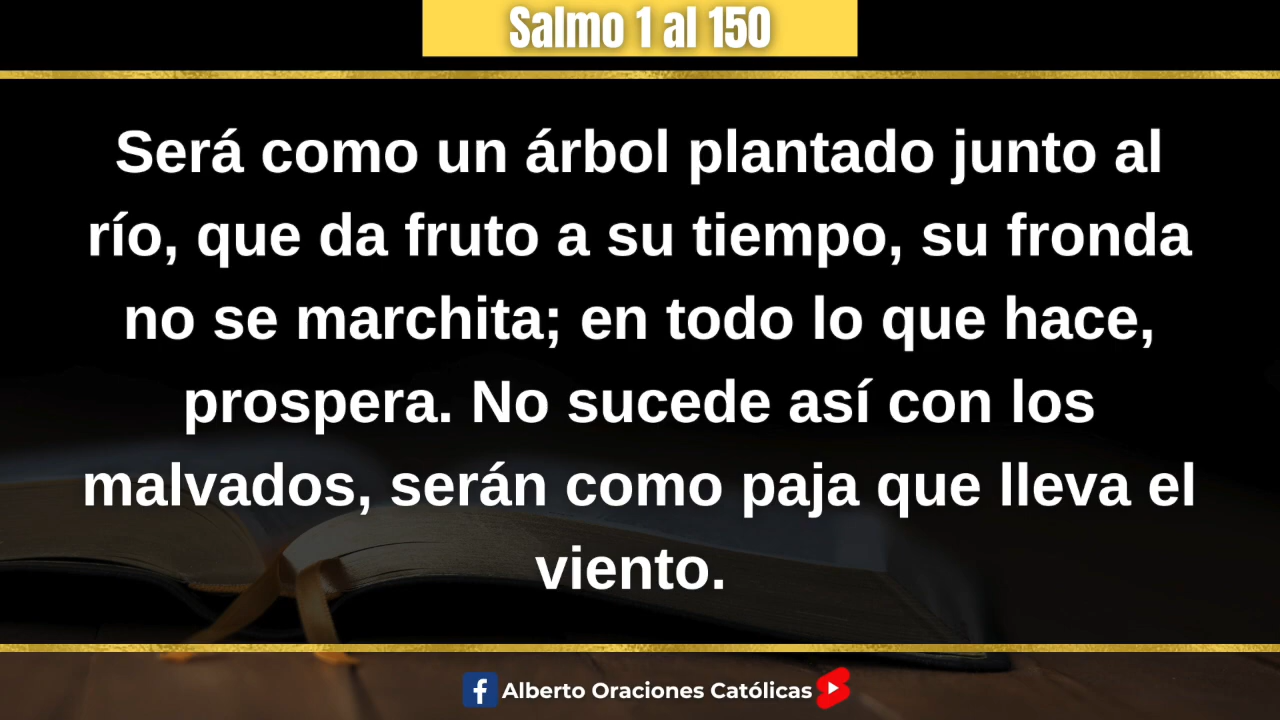 Salmo 1 al 150
Será como un árbol plantado junto al
río, que da fruto a su tiempo, su fronda
no se marchita; en todo lo que hace,
prospera. No sucede así con los
malvados, serán como paja que lleva el
viento.
Alberto Oraciones Católicas